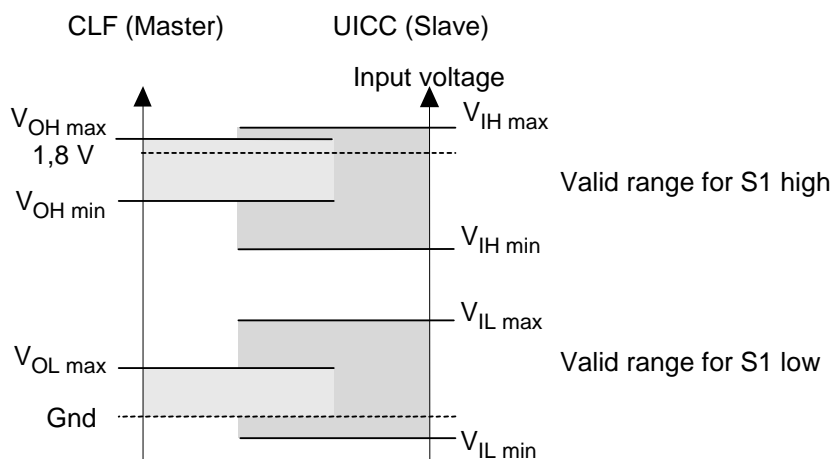 CLF (Master)
UICC (Slave)
Input voltage
VOH max
VIH max
1,8 V
Valid range for S1 high
VOH min
VIH min
VIL max
VOL max
Valid range for S1 low
Gnd
VIL min